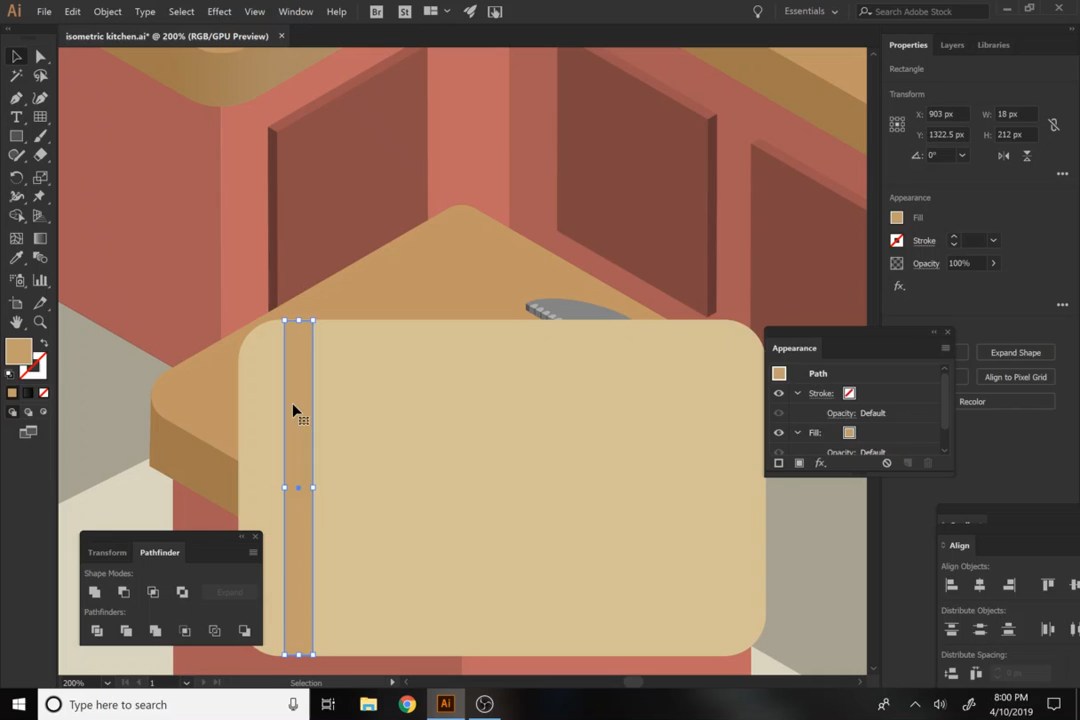 Ai File Edit Object Type Select Effect View Window Help Br St Essentials Search Adobe Stock
isometric kitchen.ai* @ 200% (RGB/GPU Preview) ×
Properties Layers Libraries
Rectangle
Transform
X: 903 px W: 18 px
Y: 1322.5 px H: 212 px
0°
Appearance
Fill
Stroke
Opacity 100%
fx.
Expand Shape
Align to Pixel Grid
Recolor
Appearance
Path
Stroke:
Opacity: Default
Fill:
Opacity: Default
fx
Transform Pathfinder
Shape Modes:
Expand
Pathfinders:
Align
Align Objects:
Distribute Objects:
Distribute Spacing:
0 px
200% 1 Selection
Type here to search
Ai
8:00 PM
4/10/2019